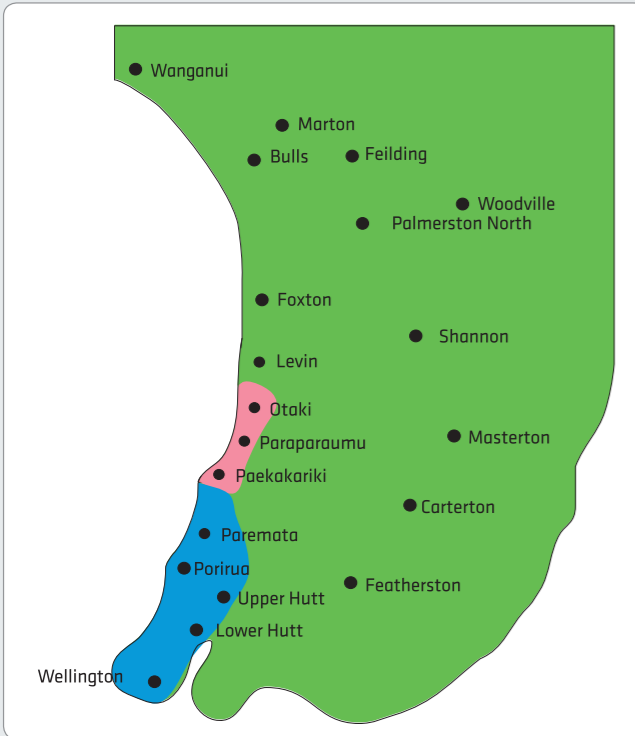 Wanganui
Marton
Bulls
Feilding
Woodville
Palmerston North
Foxton
Shannon
Levin
Otaki
Masterton
Paraparaumu
Paekakariki
Carterton
Paremata
Porirua
Featherston
Upper Hutt
Lower Hutt
Wellington